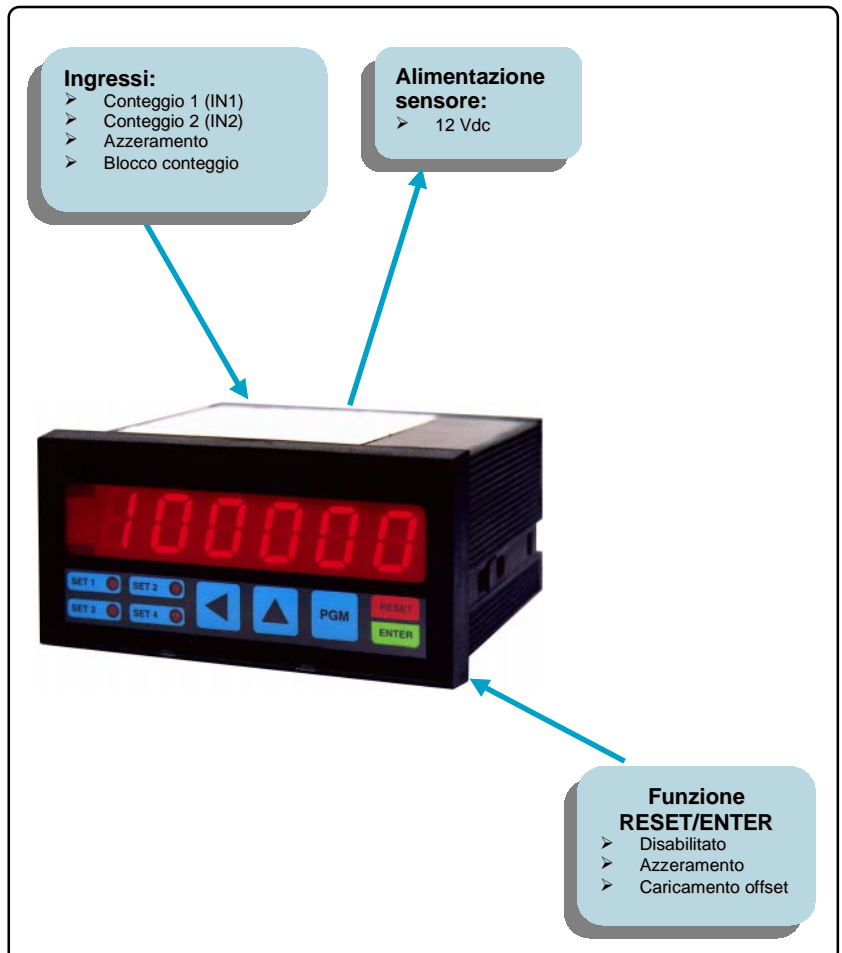 Ingressi:
➢ Conteggio 1 (IN1)
➢ Conteggio 2 (IN2)
➢ Azzeramento
➢ Blocco conteggio
Alimentazione
sensore:
➢ 12 Vdc
100000
SET 1
SET 2
SET 3
SET 4
PGM
RESET
ENTER
Funzione
RESET/ENTER
➢ Disabilitato
➢ Azzeramento
➢ Caricamento offset